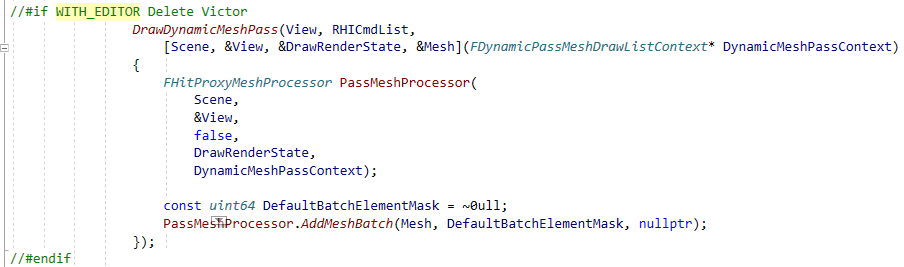 //#if WITH_EDITOR Delete Victor
DrawDynamicMeshPass(View, RHICmdList,
[Scene, &View, &DrawRenderState, &Mesh](FDynamicPassMeshDrawListContext* DynamicMeshPassContext)
{
FHitProxyMeshProcessor PassMeshProcessor(
Scene,
&View,
false,
DrawRenderState,
DynamicMeshPassContext);
const uint64 DefaultBatchElementMask = ~0ull;
PassMeshProcessor.AddMeshBatch(Mesh, DefaultBatchElementMask, nullptr);
});
//#endif